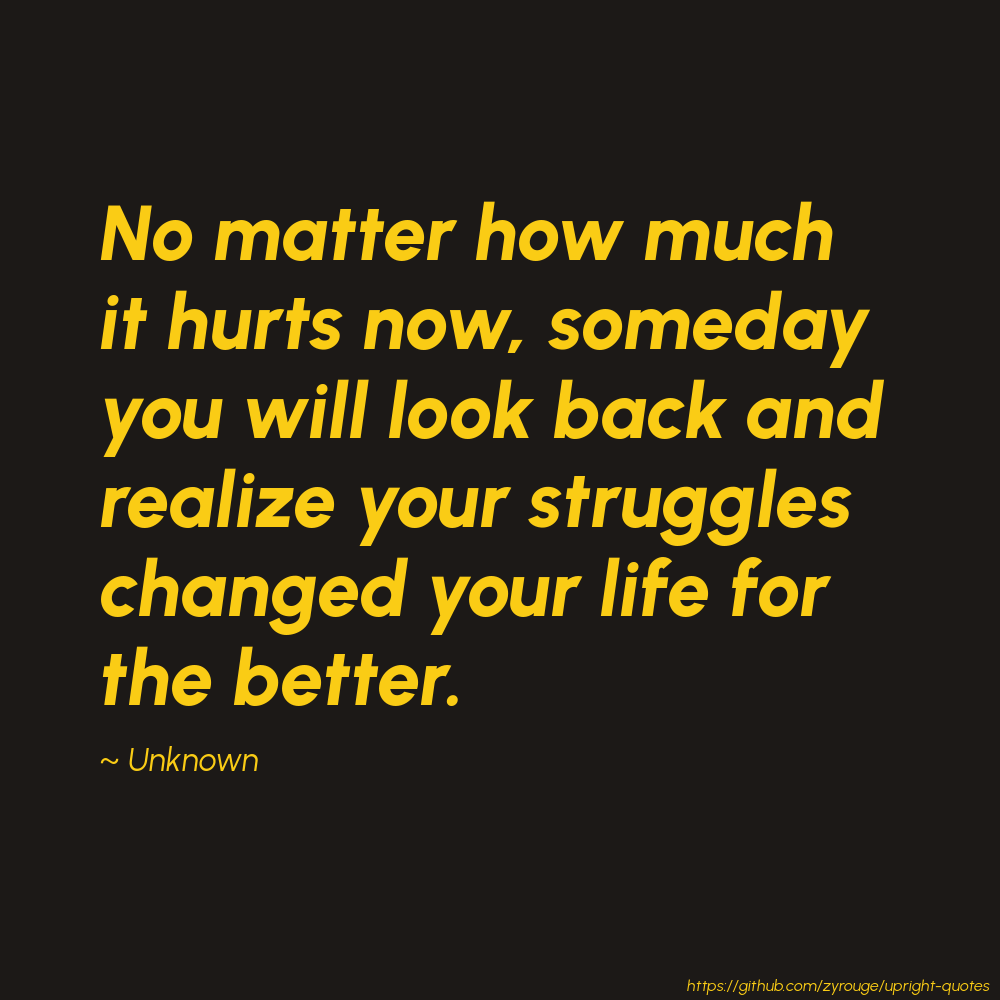 No matter how much
it hurts now, someday
you will look back and
realize your struggles
changed your life for
the better.
~ Unknown
https://github.com/zyrouge/upright-quotes